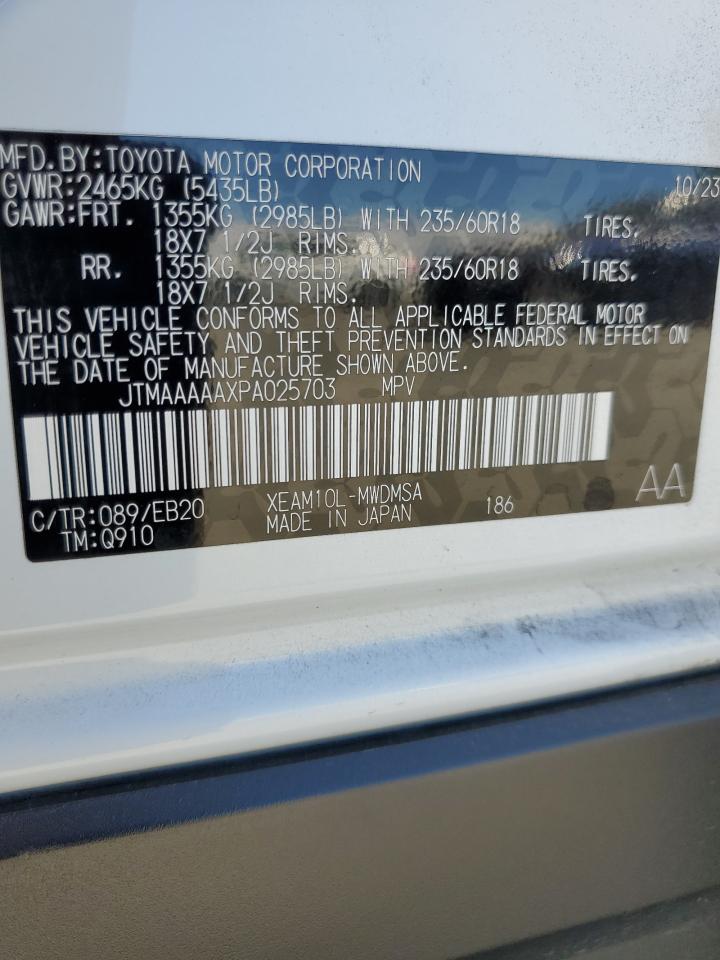 MFD.BY:TOYOTA MOTOR CORPORATION 10/23
GVWR:2465KG (5435LB)
GAWR:FRT. 1355KG (2985LB) WITH 235/60R18 TIRES.
18X7 1/2J RIMS.
RR. 1355KG (2985LB) WITH 235/60R18 TIRES.
18X7 1/2J RIMS.
THIS VEHICLE CONFORMS TO ALL APPLICABLE FEDERAL MOTOR
VEHICLE SAFETY AND THEFT PREVENTION STANDARDS IN EFFECT ON
THE DATE OF MANUFACTURE SHOWN ABOVE.
JTMAAAAAXPA025703 MPV
C/TR:089/EB20 XEAM10L-MWDMSA 186 AA
TM:Q910 MADE IN JAPAN